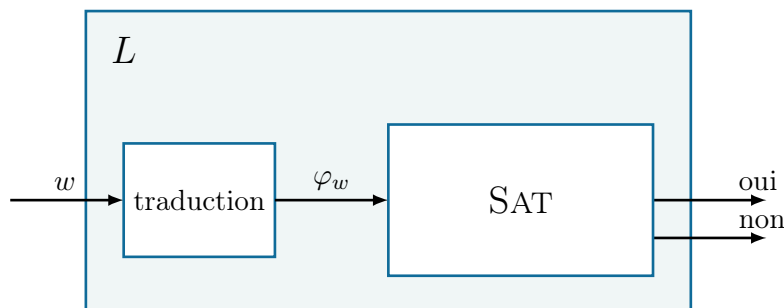 L
w
traduction
φ_w
SAT
oui
non